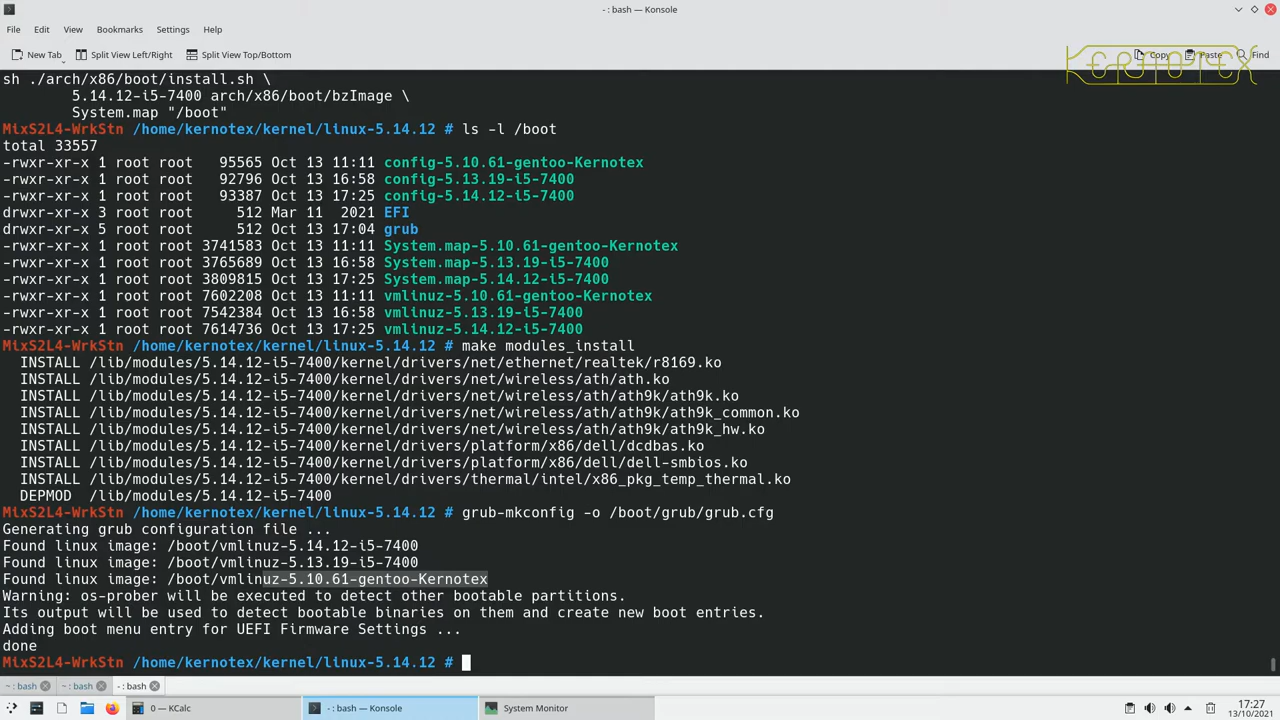 - : bash — Konsole
File Edit View Bookmarks Settings Help
New Tab Split View Left/Right Split View Top/Bottom Copy Paste Find
KERNOTEX
sh ./arch/x86/boot/install.sh \
5.14.12-i5-7400 arch/x86/boot/bzImage \
System.map "/boot"
MixS2L4-WrkStn /home/kernotex/kernel/linux-5.14.12 # ls -l /boot
total 33557
-rwxr-xr-x 1 root root 95565 Oct 13 11:11 config-5.10.61-gentoo-Kernotex
-rwxr-xr-x 1 root root 92796 Oct 13 16:58 config-5.13.19-i5-7400
-rwxr-xr-x 1 root root 93387 Oct 13 17:25 config-5.14.12-i5-7400
drwxr-xr-x 3 root root 512 Mar 11 2021 EFI
drwxr-xr-x 5 root root 512 Oct 13 17:04 grub
-rwxr-xr-x 1 root root 3741583 Oct 13 11:11 System.map-5.10.61-gentoo-Kernotex
-rwxr-xr-x 1 root root 3765689 Oct 13 16:58 System.map-5.13.19-i5-7400
-rwxr-xr-x 1 root root 3809815 Oct 13 17:25 System.map-5.14.12-i5-7400
-rwxr-xr-x 1 root root 7602208 Oct 13 11:11 vmlinuz-5.10.61-gentoo-Kernotex
-rwxr-xr-x 1 root root 7542384 Oct 13 16:58 vmlinuz-5.13.19-i5-7400
-rwxr-xr-x 1 root root 7614736 Oct 13 17:25 vmlinuz-5.14.12-i5-7400
MixS2L4-WrkStn /home/kernotex/kernel/linux-5.14.12 # make modules_install
INSTALL /lib/modules/5.14.12-i5-7400/kernel/drivers/net/ethernet/realtek/r8169.ko
INSTALL /lib/modules/5.14.12-i5-7400/kernel/drivers/net/wireless/ath/ath.ko
INSTALL /lib/modules/5.14.12-i5-7400/kernel/drivers/net/wireless/ath/ath9k/ath9k.ko
INSTALL /lib/modules/5.14.12-i5-7400/kernel/drivers/net/wireless/ath/ath9k/ath9k_common.ko
INSTALL /lib/modules/5.14.12-i5-7400/kernel/drivers/net/wireless/ath/ath9k/ath9k_hw.ko
INSTALL /lib/modules/5.14.12-i5-7400/kernel/drivers/platform/x86/dell/dcdbas.ko
INSTALL /lib/modules/5.14.12-i5-7400/kernel/drivers/platform/x86/dell/dell-smbios.ko
INSTALL /lib/modules/5.14.12-i5-7400/kernel/drivers/thermal/intel/x86_pkg_temp_thermal.ko
DEPMOD /lib/modules/5.14.12-i5-7400
MixS2L4-WrkStn /home/kernotex/kernel/linux-5.14.12 # grub-mkconfig -o /boot/grub/grub.cfg
Generating grub configuration file ...
Found linux image: /boot/vmlinuz-5.14.12-i5-7400
Found linux image: /boot/vmlinuz-5.13.19-i5-7400
Found linux image: /boot/vmlinuz-5.10.61-gentoo-Kernotex
Warning: os-prober will be executed to detect other bootable partitions.
Its output will be used to detect bootable binaries on them and create new boot entries.
Adding boot menu entry for UEFI Firmware Settings ...
done
MixS2L4-WrkStn /home/kernotex/kernel/linux-5.14.12 #
~ : bash ~ : bash - : bash
0 — KCalc - : bash — Konsole System Monitor 17:27
13/10/2021